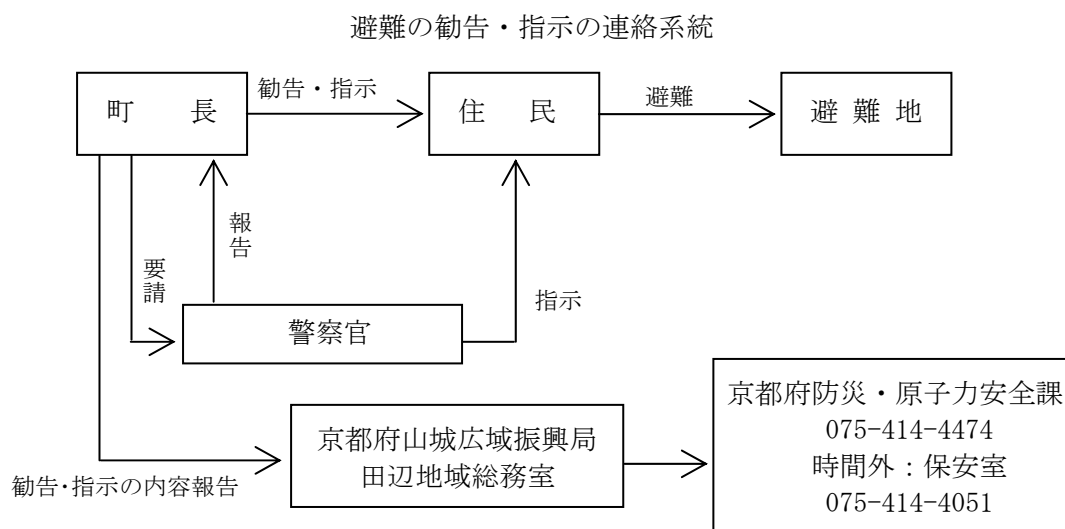 避難の勧告・指示の連絡系統
町　　長
勧告・指示
住　民
避難
避 難 地
報告
要請
警察官
指示
京都府山城広域振興局
田辺地域総務室
京都府防災・原子力安全課
075-414-4474
時間外：保安室
075-414-4051
勧告・指示の内容報告